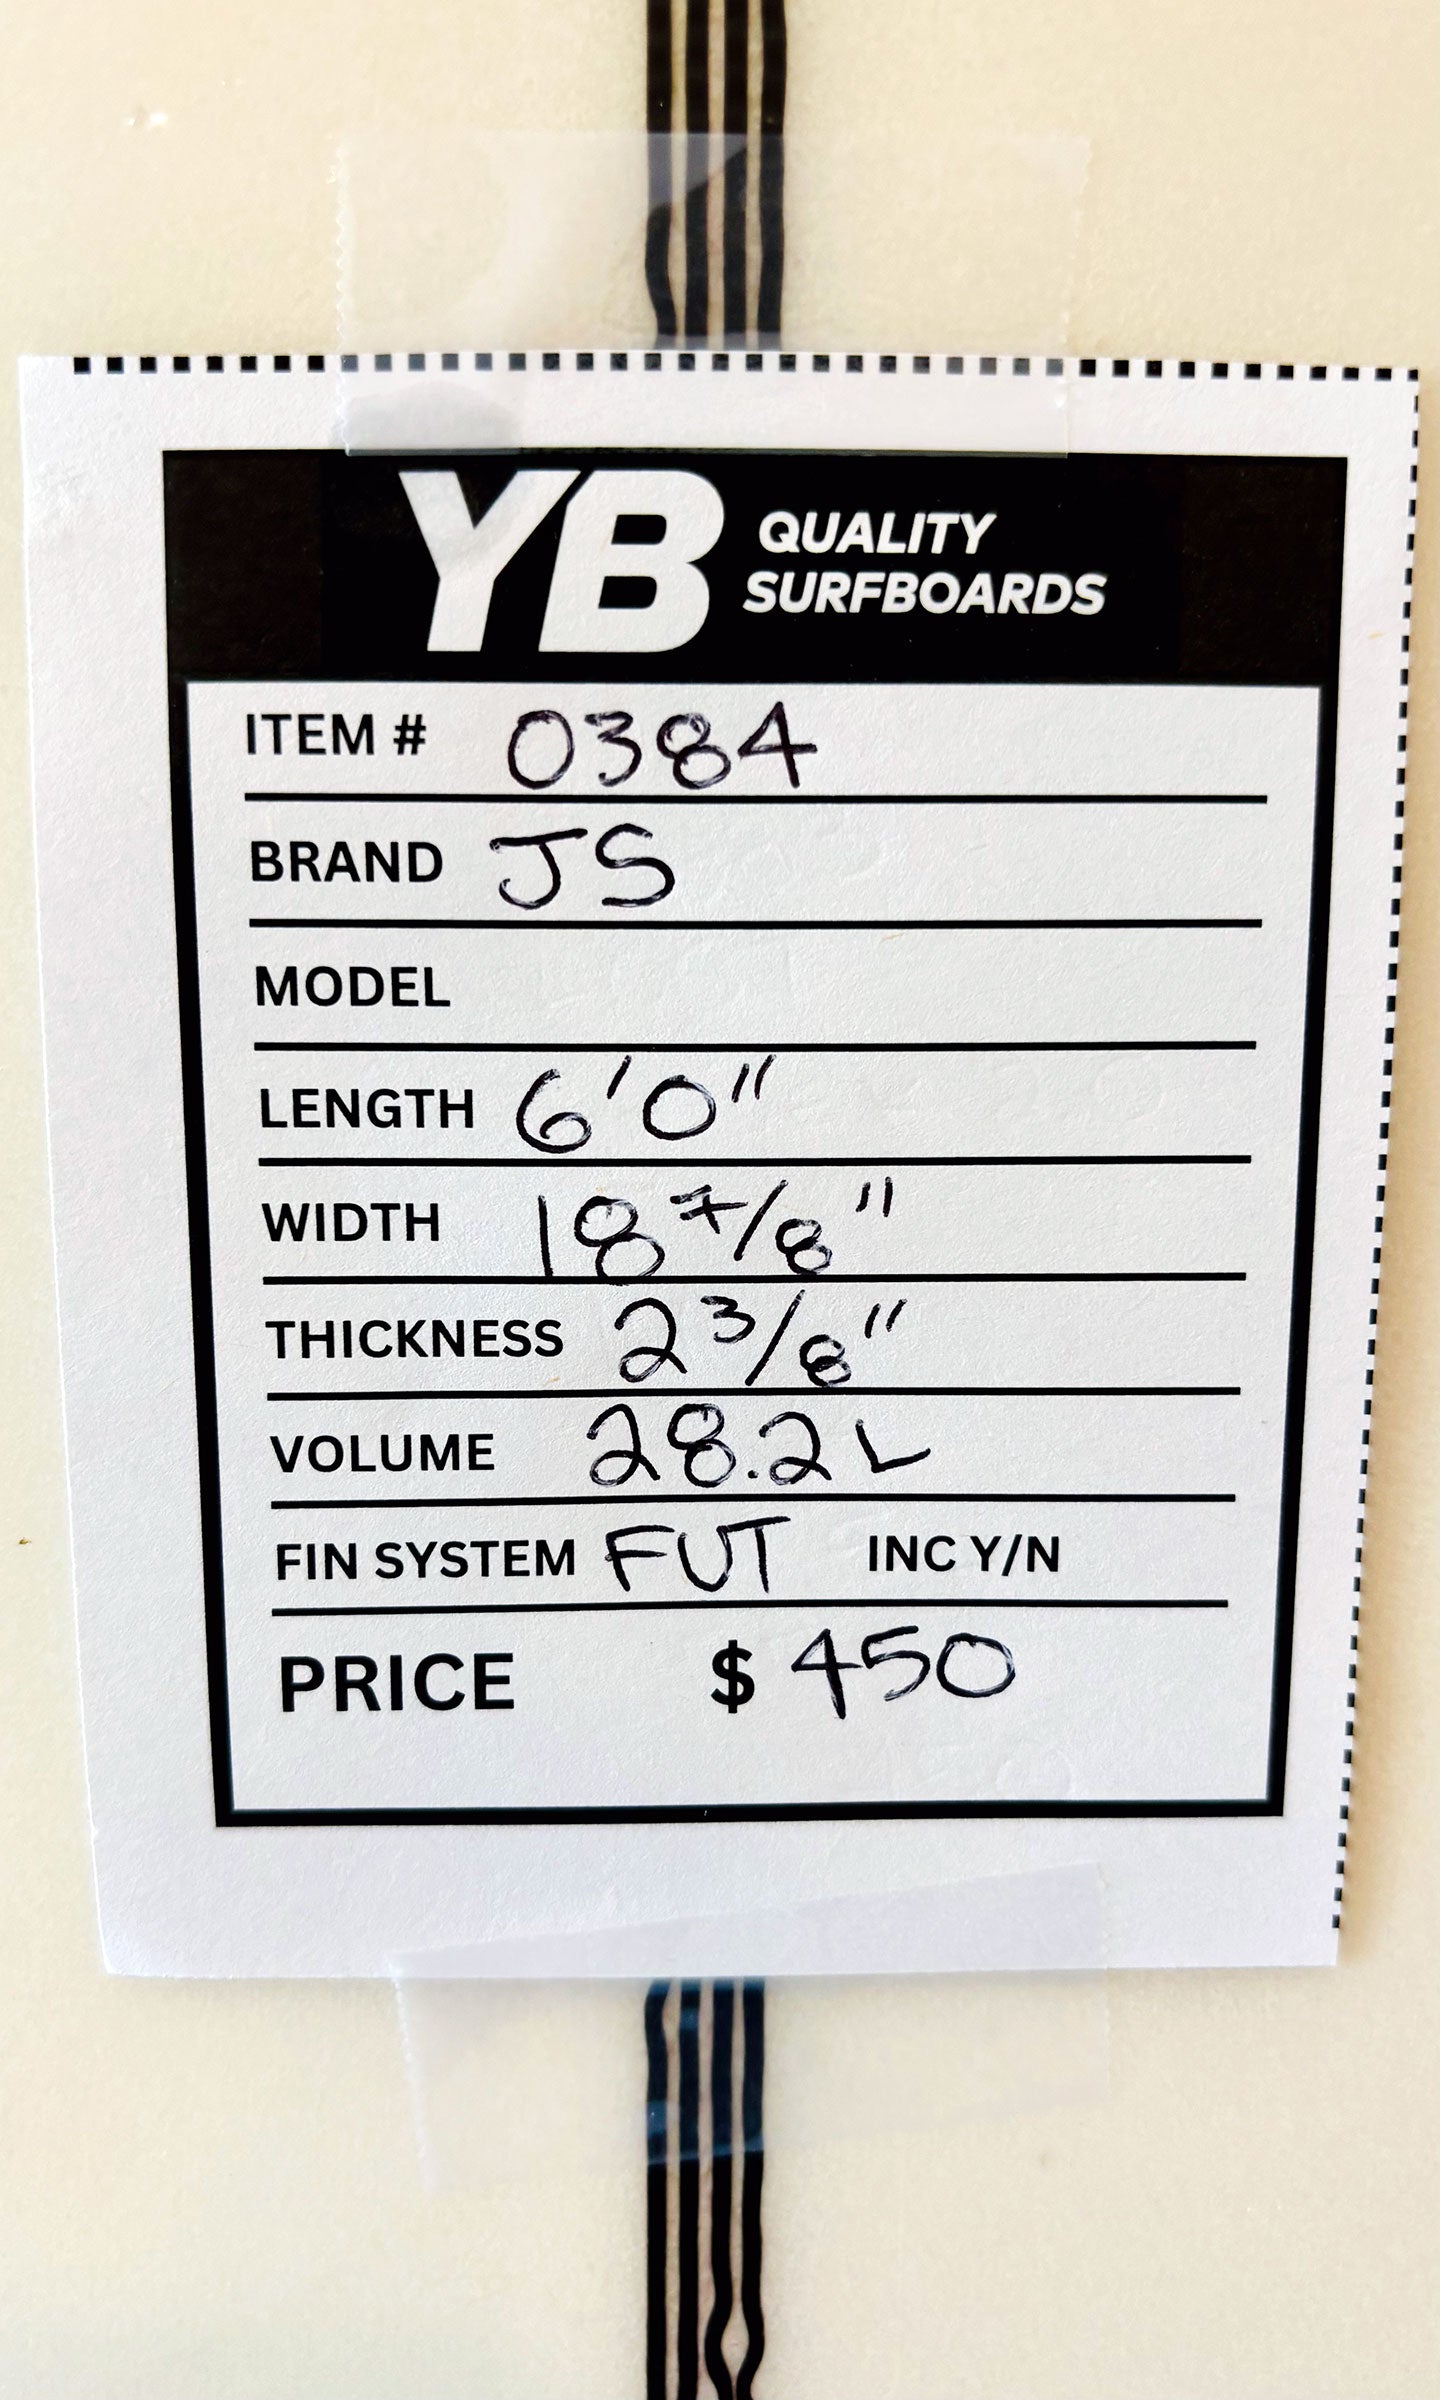 YB QUALITY
SURFBOARDS
ITEM # 0384
BRAND JS
MODEL
LENGTH 6'0"
WIDTH 18 7/8"
THICKNESS 2 3/8"
VOLUME 28.2 L
FIN SYSTEM FUT INC Y/N
PRICE $ 450